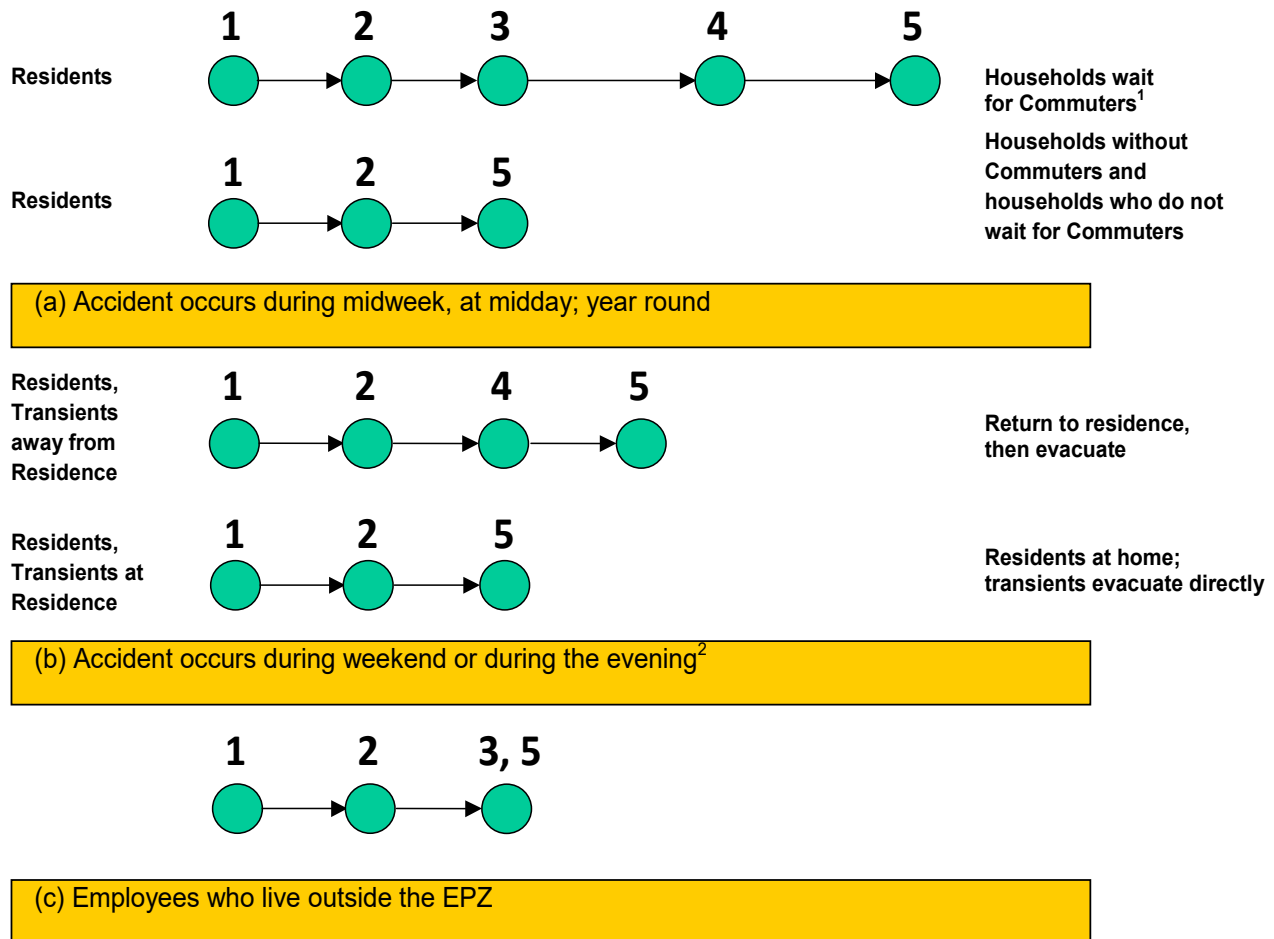 1 2 3 4 5
Residents
Households wait
for Commuters1
1 2 5
Residents
Households without
Commuters and
households who do not
wait for Commuters
(a) Accident occurs during midweek, at midday; year round
1 2 4 5
Residents,
Transients
away from
Residence
Return to residence,
then evacuate
1 2 5
Residents,
Transients at
Residence
Residents at home;
transients evacuate directly
(b) Accident occurs during weekend or during the evening2
1 2 3, 5
(c) Employees who live outside the EPZ